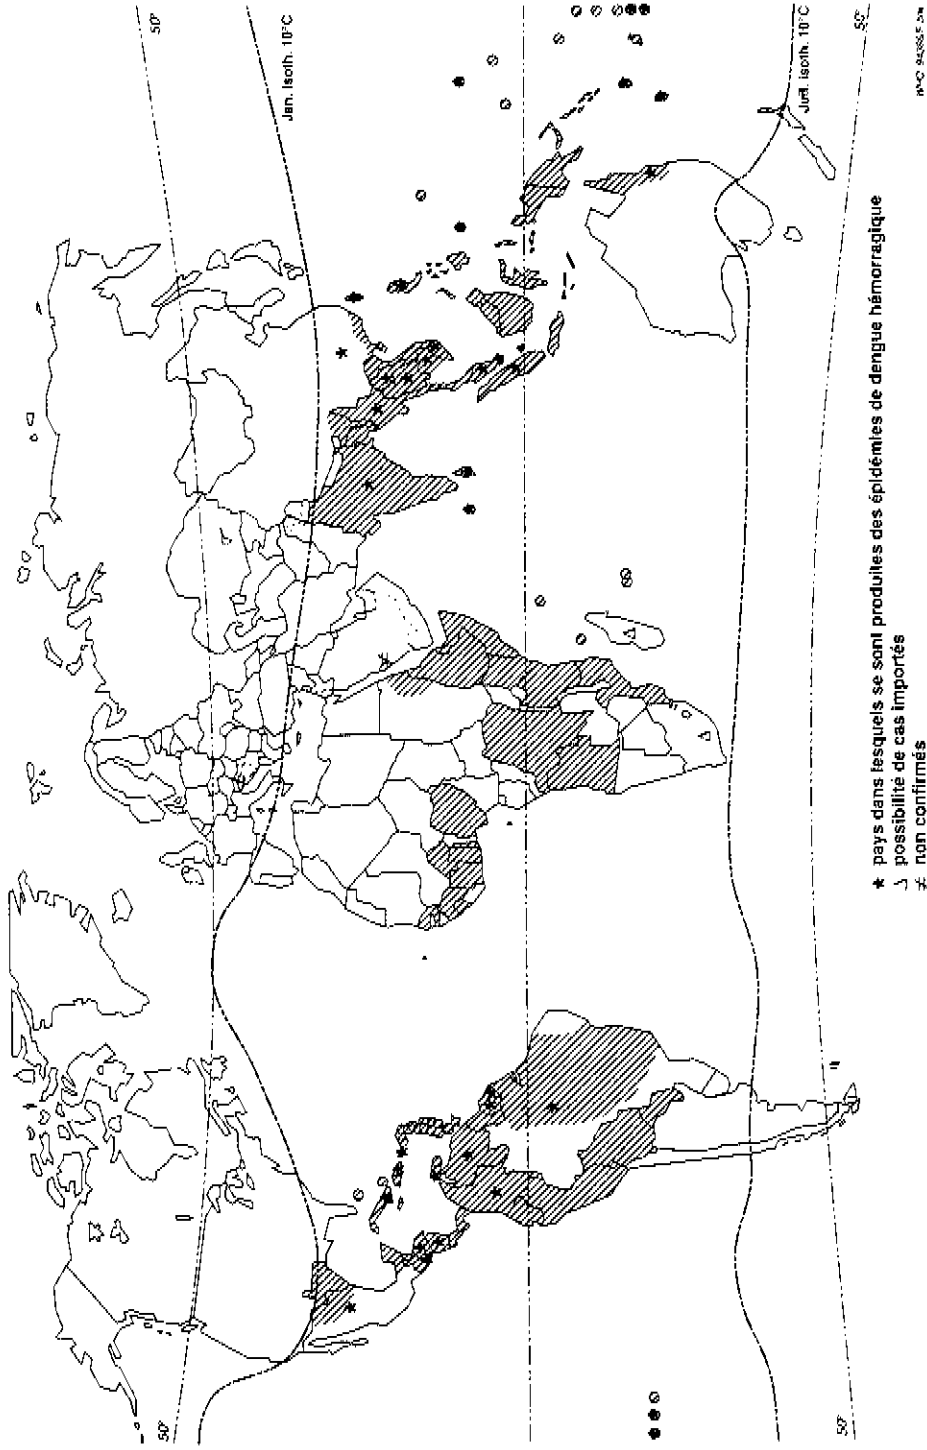 50°
50°
Jan. Isoth. 10°C
Juil. Isoth. 10°C
50°
50°
★ pays dans lesquels se sont produites des épidémies de dengue hémorragique
△ possibilité de cas importés
non confirmés